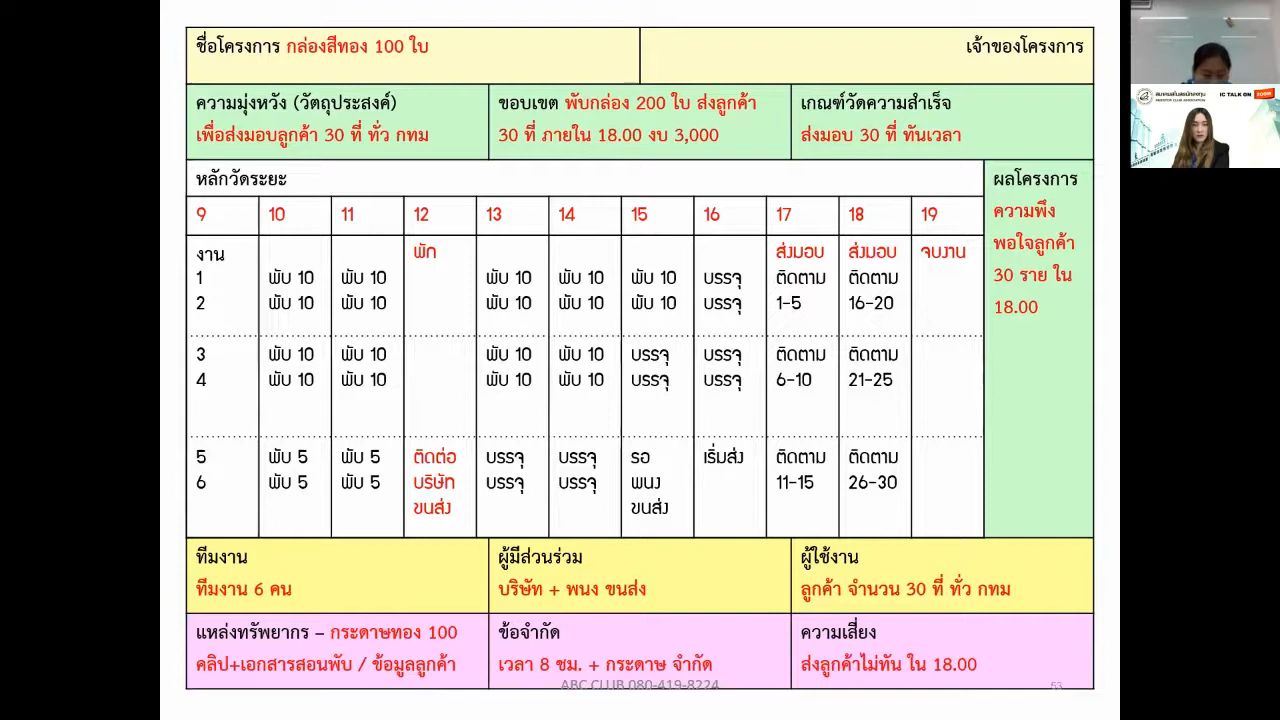 ชื่อโครงการ กล่องสีทอง 100 ใบ
เจ้าของโครงการ
ความมุ่งหวัง (วัตถุประสงค์)
เพื่อส่งมอบลูกค้า 30 ที่ ทั่ว กทม
ขอบเขต พับกล่อง 200 ใบ ส่งลูกค้า
30 ที่ ภายใน 18.00 งบ 3,000
เกณฑ์วัดความสำเร็จ
ส่งมอบ 30 ที่ ทันเวลา
หลักวัดระยะ
ผลโครงการ
ความพึง
พอใจลูกค้า
30 ราย ใน
18.00
9 10 11 12 13 14 15 16 17 18 19
งาน พัก ส่งมอบ ส่งมอบ จบงาน
1 พับ 10 พับ 10 พับ 10 พับ 10 พับ 10 บรรจุ ติดตาม ติดตาม
2 พับ 10 พับ 10 พับ 10 พับ 10 พับ 10 บรรจุ 1-5 16-20
3 พับ 10 พับ 10 พับ 10 พับ 10 บรรจุ บรรจุ ติดตาม ติดตาม
4 พับ 10 พับ 10 พับ 10 พับ 10 บรรจุ บรรจุ 6-10 21-25
5 พับ 5 พับ 5 ติดต่อ บรรจุ บรรจุ รอ เริ่มส่ง ติดตาม ติดตาม
6 พับ 5 พับ 5 บริษัท บรรจุ บรรจุ พนง 11-15 26-30
ขนส่ง ขนส่ง
ทีมงาน
ทีมงาน 6 คน
ผู้มีส่วนร่วม
บริษัท + พนง ขนส่ง
ผู้ใช้งาน
ลูกค้า จำนวน 30 ที่ ทั่ว กทม
แหล่งทรัพยากร – กระดาษทอง 100
คลิป+เอกสารสอนพับ / ข้อมูลลูกค้า
ข้อจำกัด
เวลา 8 ชม. + กระดาษ จำกัด
ความเสี่ยง
ส่งลูกค้าไม่ทัน ใน 18.00
ABC CLUB 080-419-8224
53
สมาคมสโมสรนักลงทุน
INVESTOR CLUB ASSOCIATION
IC TALK ON ZOOM